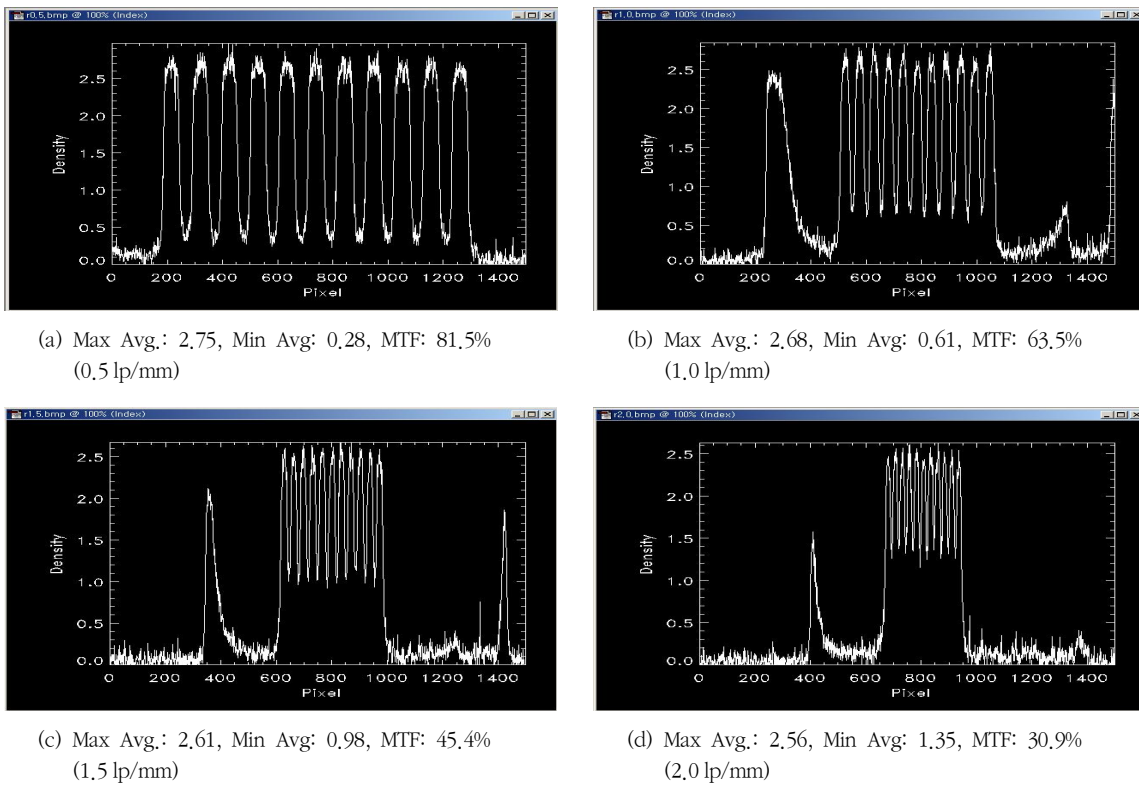 r0,5,bmp @ 100% (Index)
2.5
2.0
1.5
1.0
0.5
0.0
Density
0 200 400 600 800 1000 1200 1400
Pixel
(a) Max Avg.: 2.75, Min Avg: 0.28, MTF: 81.5%
(0.5 lp/mm)
r1,0,bmp @ 100% (Index)
2.5
2.0
1.5
1.0
0.5
0.0
Density
0 200 400 600 800 1000 1200 1400
Pixel
(b) Max Avg.: 2.68, Min Avg: 0.61, MTF: 63.5%
(1.0 lp/mm)
r1,5,bmp @ 100% (Index)
2.5
2.0
1.5
1.0
0.5
0.0
Density
0 200 400 600 800 1000 1200 1400
Pixel
(c) Max Avg.: 2.61, Min Avg: 0.98, MTF: 45.4%
(1.5 lp/mm)
r2,0,bmp @ 100% (Index)
2.5
2.0
1.5
1.0
0.5
0.0
Density
0 200 400 600 800 1000 1200 1400
Pixel
(d) Max Avg.: 2.56, Min Avg: 1.35, MTF: 30.9%
(2.0 lp/mm)